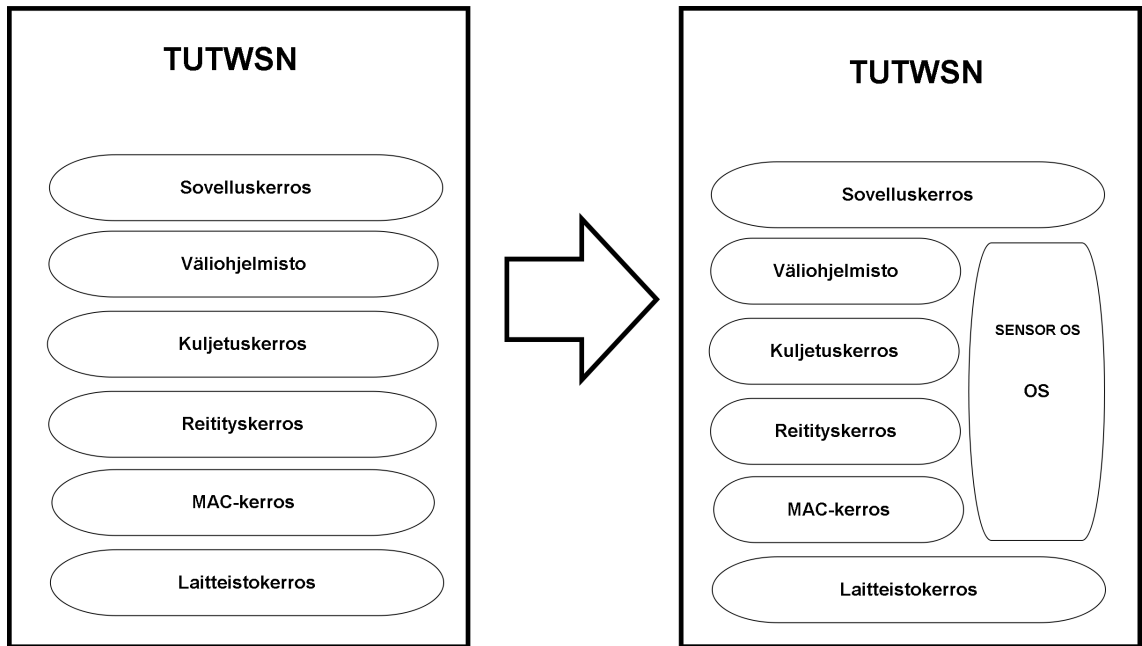 TUTWSN
Sovelluskerros
Väliohjelmisto
Kuljetuskerros
Reitityskerros
MAC-kerros
Laitteistokerros
TUTWSN
Sovelluskerros
Väliohjelmisto
Kuljetuskerros
Reitityskerros
MAC-kerros
SENSOR OS
OS
Laitteistokerros